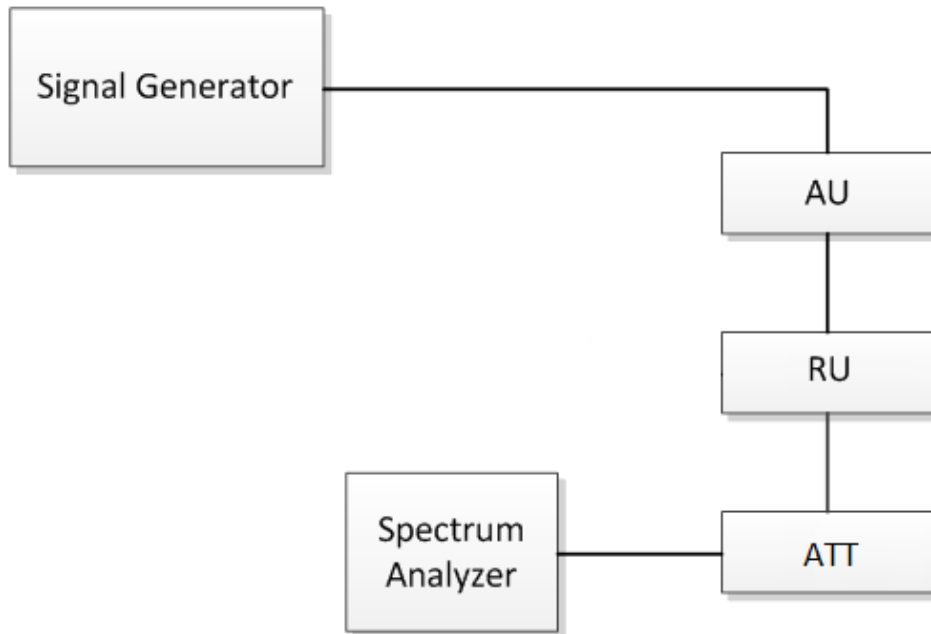 Signal Generator
AU
RU
Spectrum
Analyzer
ATT